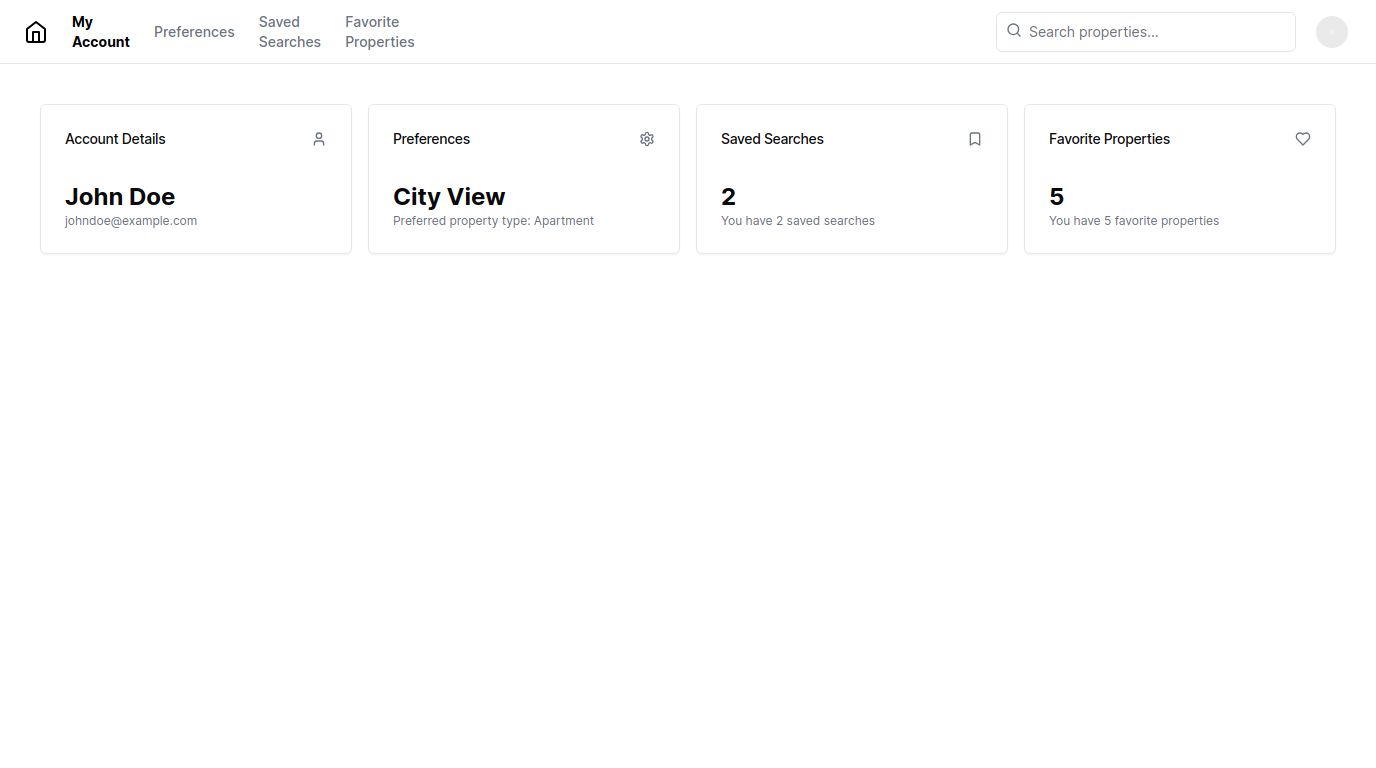 My
Account
Preferences
Saved
Searches
Favorite
Properties
Search properties...
Account Details
John Doe
johndoe@example.com
Preferences
City View
Preferred property type: Apartment
Saved Searches
2
You have 2 saved searches
Favorite Properties
5
You have 5 favorite properties